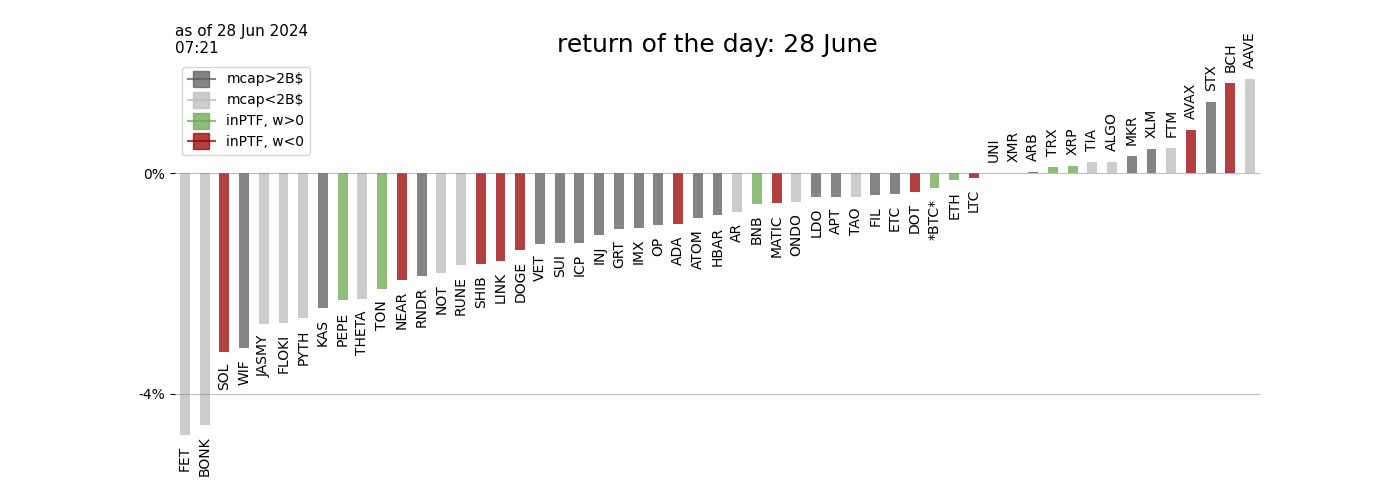 as of 28 Jun 2024
07:21
return of the day: 28 June
mcap>2B$
mcap<2B$
inPTF, w>0
inPTF, w<0
0%
-4%
FET
BONK
SOL
WIF
JASMY
FLOKI
PYTH
KAS
PEPE
THETA
TON
NEAR
RNDR
NOT
RUNE
SHIB
LINK
DOGE
VET
SUI
ICP
INJ
GRT
IMX
OP
ADA
ATOM
HBAR
AR
BNB
MATIC
ONDO
LDO
APT
TAO
FIL
ETC
DOT
*BTC*
ETH
LTC
UNI
XMR
ARB
TRX
XRP
TIA
ALGO
MKR
XLM
FTM
AVAX
STX
BCH
AAVE